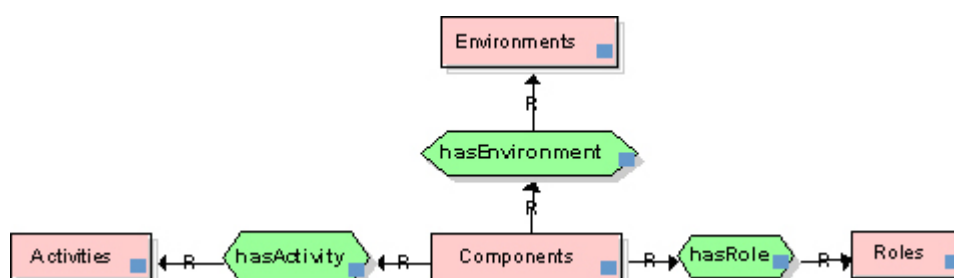 Environments
R
hasEnvironment
R
Activities R hasActivity R Components R hasRole R Roles